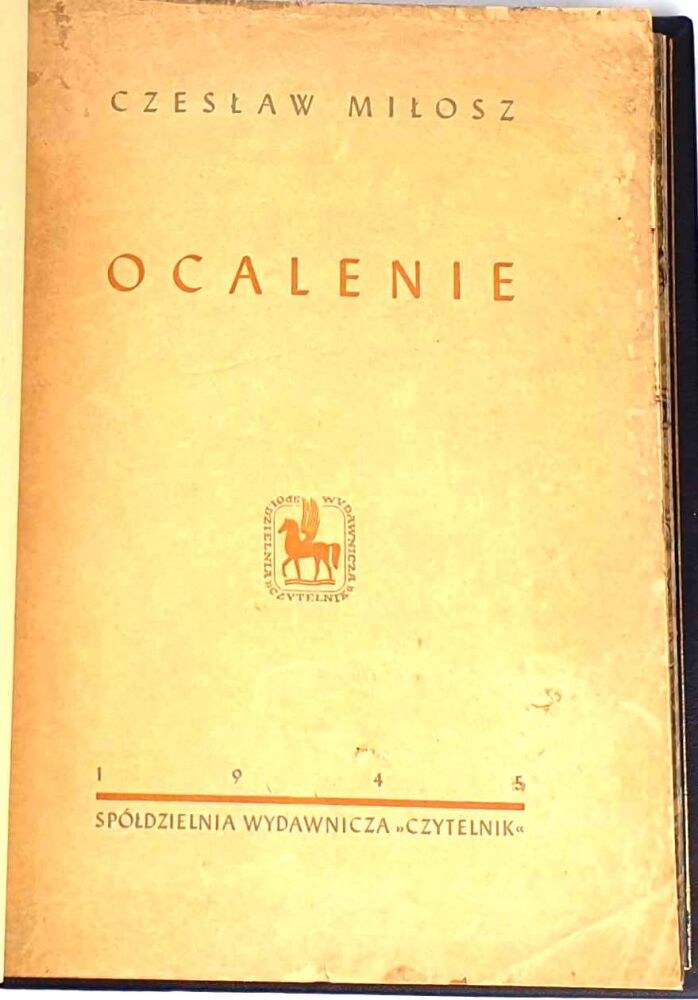 CZESŁAW MIŁOSZ
OCALENIE
SPÓŁDZIELNIA WYDAWNICZA „CZYTELNIK”
1 9 4 5
SPÓŁDZIELNIA WYDAWNICZA „CZYTELNIK“